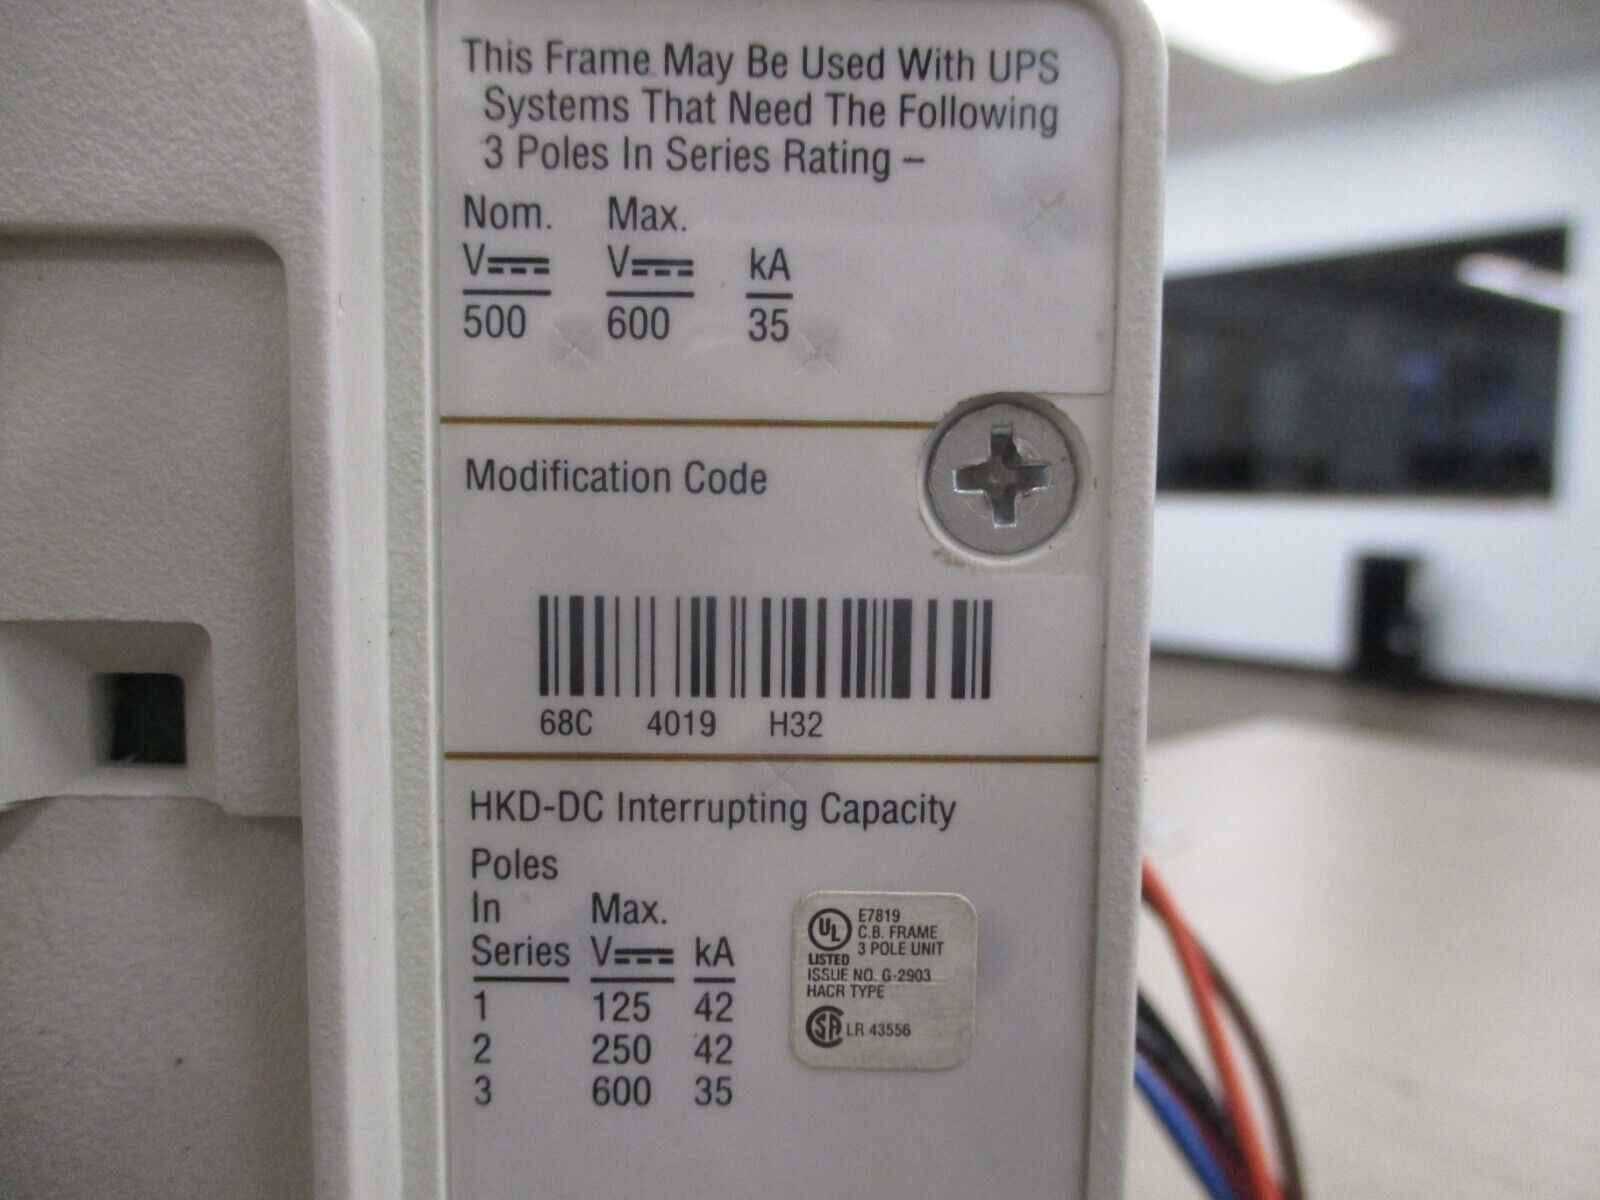 This Frame May Be Used With UPS
Systems That Need The Following
3 Poles In Series Rating –
Nom. Max.
V V kA
500 600 35
Modification Code
68C 4019 H32
HKD-DC Interrupting Capacity
Poles
In Max.
Series V kA
1 125 42
2 250 42
3 600 35
UL
LISTED
E7819
C.B. FRAME
3 POLE UNIT
ISSUE NO. G-2903
HACR TYPE
SA LR 43556